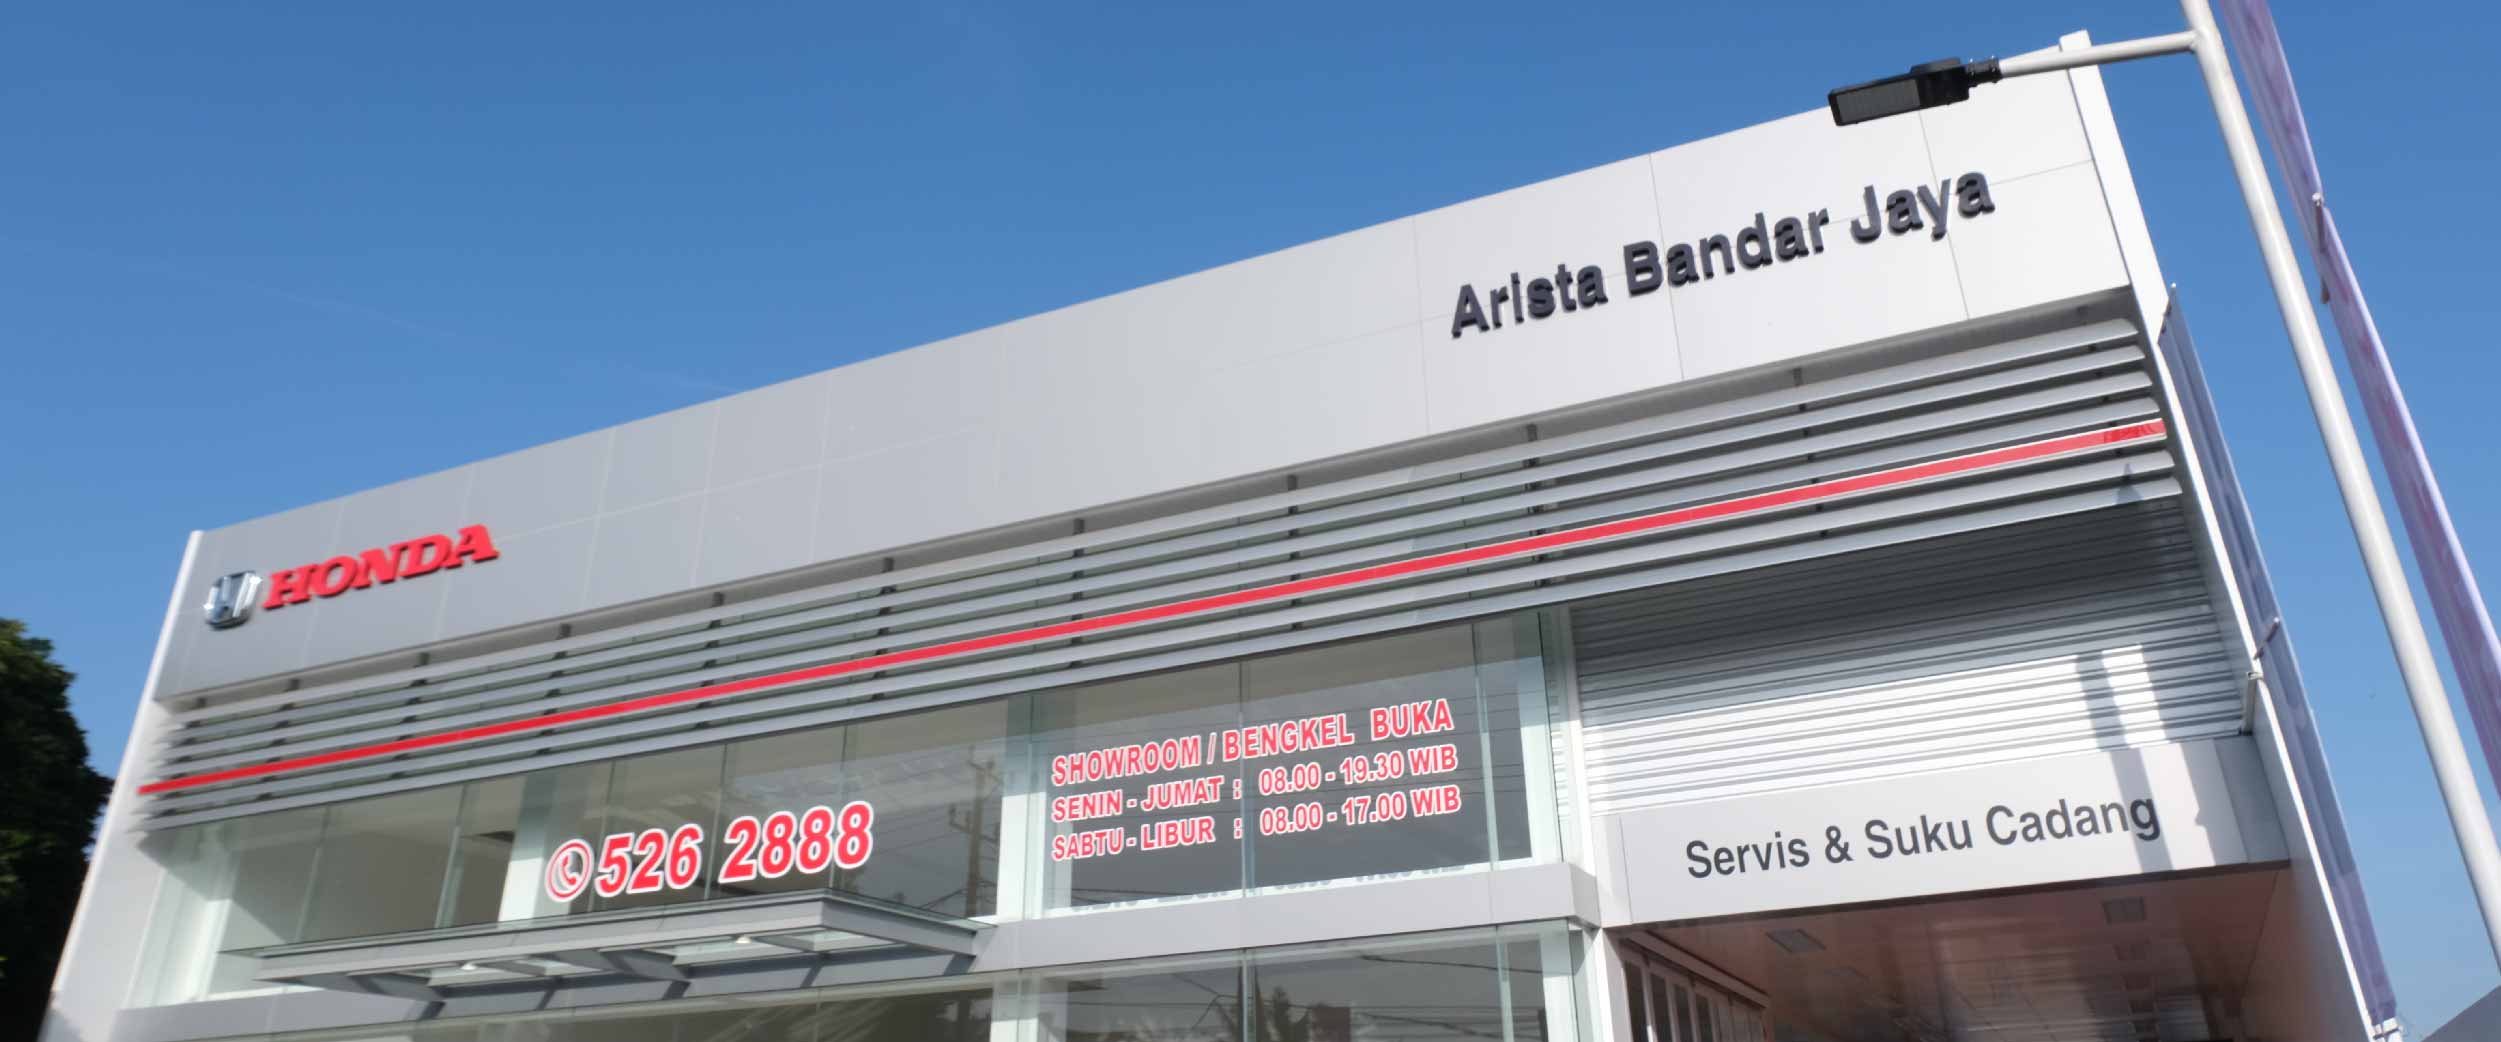 Arista Bandar Jaya
HONDA
SHOWROOM / BENGKEL BUKA
SENIN - JUMAT : 08.00 - 19.30 WIB
SABTU - LIBUR : 08.00 - 17.00 WIB
526 2888
Servis & Suku Cadang